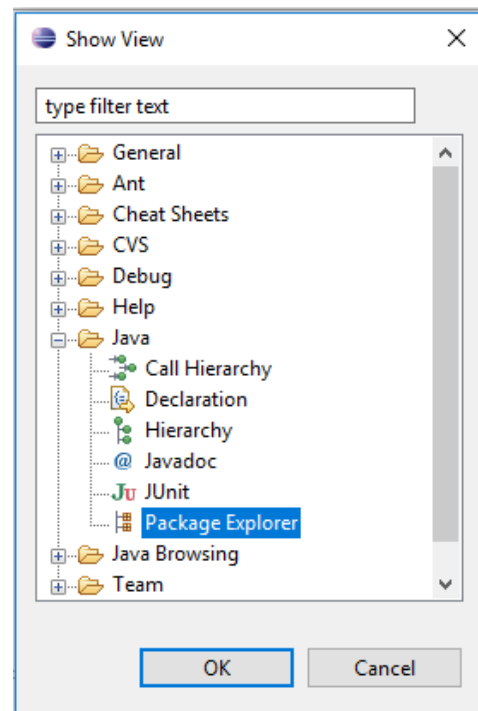 Show View
type filter text
General
Ant
Cheat Sheets
CVS
Debug
Help
Java
Call Hierarchy
Declaration
Hierarchy
@ Javadoc
Ju JUnit
Package Explorer
Java Browsing
Team
OK Cancel